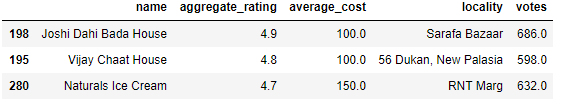 name aggregate_rating average_cost locality votes
198 Joshi Dahi Bada House 4.9 100.0 Sarafa Bazaar 686.0
195 Vijay Chaat House 4.8 100.0 56 Dukan, New Palasia 598.0
280 Naturals Ice Cream 4.7 150.0 RNT Marg 632.0